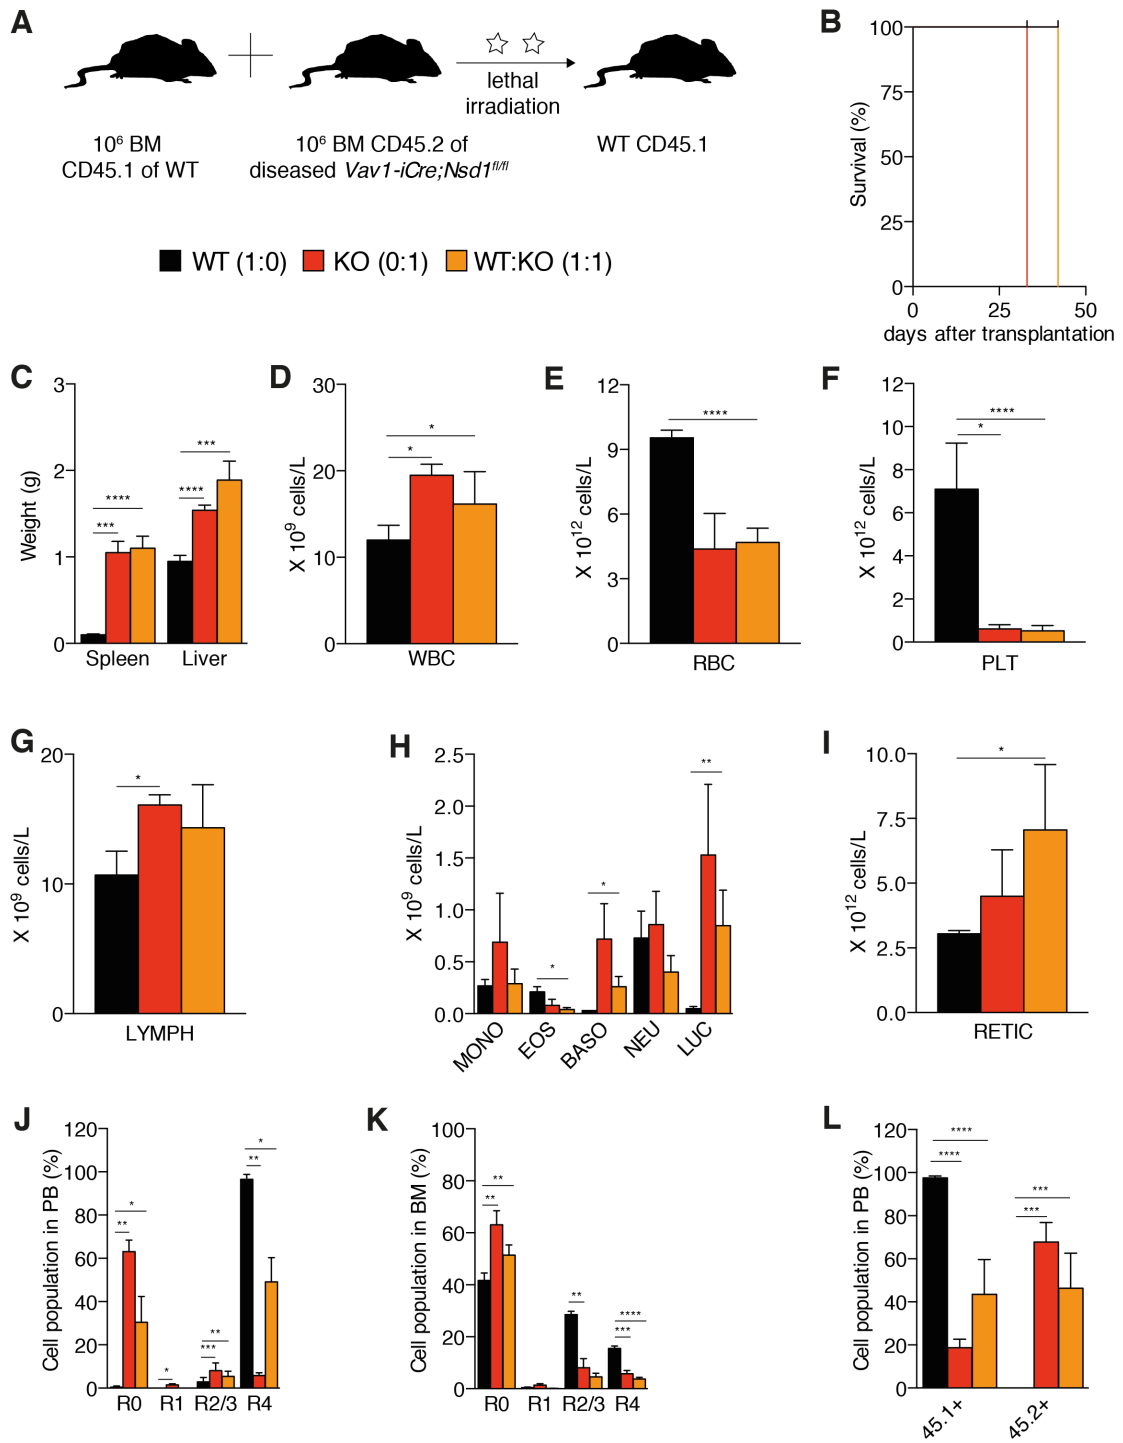 A
lethal
irradiation
10⁶ BM
CD45.1 of WT
10⁶ BM CD45.2 of
diseased Vav1-iCre;Nsd1fl/fl
WT CD45.1
WT (1:0) KO (0:1) WT:KO (1:1)
B
Survival (%)
100
75
50
25
0
0 25 50
days after transplantation
C
Weight (g)
3
2
1
0
*** **** **** ***
Spleen Liver
D
X 10⁹ cells/L
30
20
10
0
*
*
WBC
E
X 10¹² cells/L
12
9
6
3
0
****
RBC
F
X 10¹² cells/L
12
10
8
6
4
2
0
****
*
PLT
G
X 10⁹ cells/L
20
10
0
*
LYMPH
H
X 10⁹ cells/L
2.5
2.0
1.5
1.0
0.5
0.0
* * **
MONO EOS BASO NEU LUC
I
X 10¹² cells/L
10.0
7.5
5.0
2.5
0.0
*
RETIC
J
Cell population in PB (%)
120
100
80
60
40
20
0
** * * *** ** ** *
R0 R1 R2/3 R4
K
Cell population in BM (%)
100
80
60
40
20
0
** ** ** *** ****
R0 R1 R2/3 R4
L
Cell population in PB (%)
120
100
80
60
40
20
0
**** **** *** ***
45.1+ 45.2+